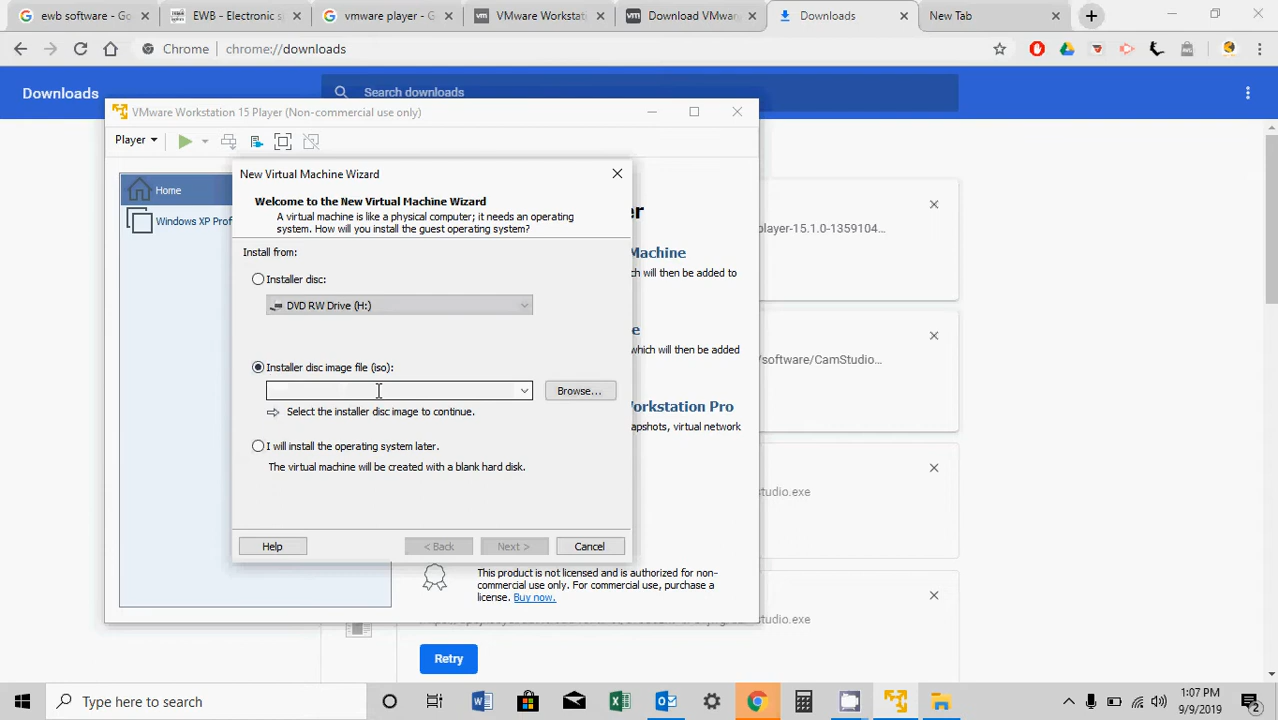 ewb software - Go
EWB - Electronic s
vmware player - G
VMware Workstati
Download VMwar
Downloads
New Tab
Chrome
chrome://downloads
Downloads
Search downloads
VMware Workstation 15 Player (Non-commercial use only)
Player
Home
Windows XP Prof
New Virtual Machine Wizard
Welcome to the New Virtual Machine Wizard
A virtual machine is like a physical computer; it needs an operating
system. How will you install the guest operating system?
Install from:
Installer disc:
DVD RW Drive (H:)
Installer disc image file (iso):
Browse...
Select the installer disc image to continue.
I will install the operating system later.
The virtual machine will be created with a blank hard disk.
Help
< Back
Next >
Cancel
er
Machine
ch will then be added to
e
which will then be added
orkstation Pro
apshots, virtual network
This product is not licensed and is authorized for non-
commercial use only. For commercial use, purchase a
license. Buy now.
player-15.1.0-1359104...
/software/CamStudio...
studio.exe
studio.exe
Retry
Type here to search
1:07 PM
9/9/2019
2